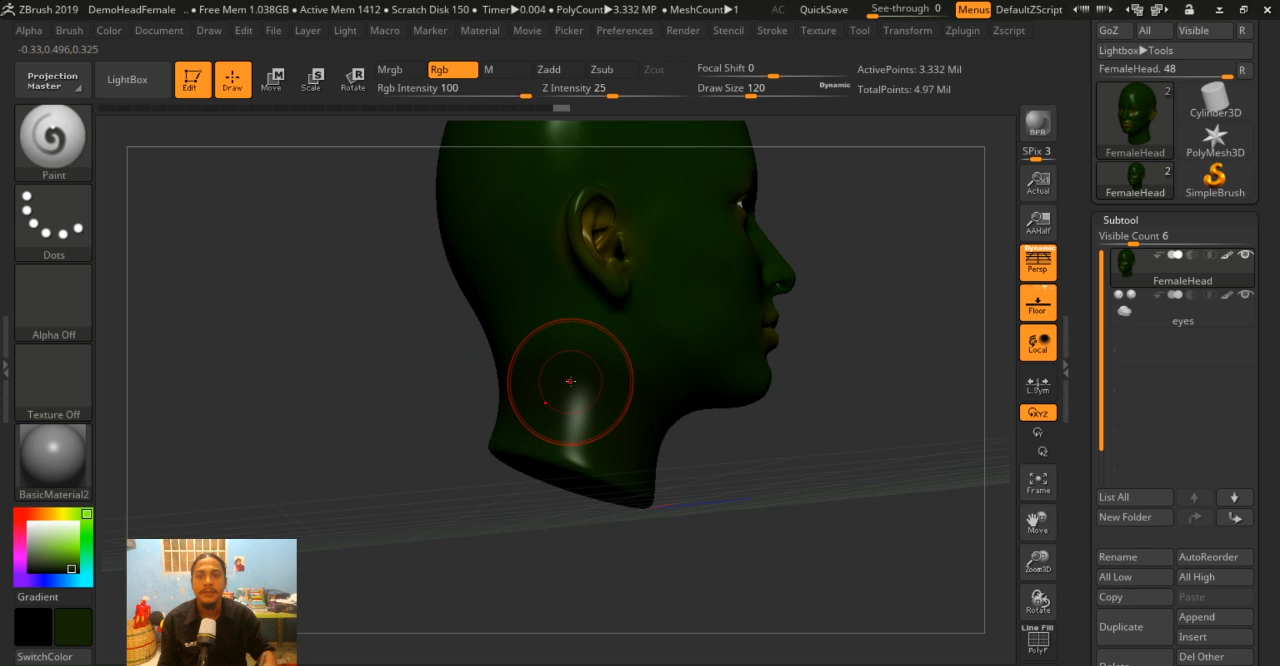 ZBrush 2019 DemoHeadFemale .. ● Free Mem 1.038GB ● Active Mem 1412 ● Scratch Disk 150 ● Timer▶0.004 ● PolyCount▶3.332 MP ● MeshCount▶1 AC QuickSave See-through 0 Menus DefaultZScript
Alpha Brush Color Document Draw Edit File Layer Light Macro Marker Material Movie Picker Preferences Render Stencil Stroke Texture Tool Transform Zplugin Zscript
-0.33,0.496,0.325
Projection Master
LightBox
Edit
Draw
Move
Scale
Rotate
Mrgb Rgb M Zadd Zsub Zcut
Rgb Intensity 100 Z Intensity 25
Focal Shift 0
Draw Size 120 Dynamic
ActivePoints: 3.332 Mil
TotalPoints: 4.97 Mil
Paint
Dots
Alpha Off
Texture Off
BasicMaterial2
Gradient
SwitchColor
BPR
SPix 3
Actual
AAHalf
Dynamic
Persp
Floor
Local
L.Sym
XYZ
Y
Z
Frame
Move
Zoom3D
Rotate
Line Fill
PolyF
GoZ All Visible R
Lightbox▶Tools
FemaleHead. 48 R
2
FemaleHead
Cylinder3D
PolyMesh3D
2
FemaleHead
SimpleBrush
Subtool
Visible Count 6
FemaleHead
eyes
List All
New Folder
Rename AutoReorder
All Low All High
Copy Paste
Duplicate
Append
Insert
Del Other